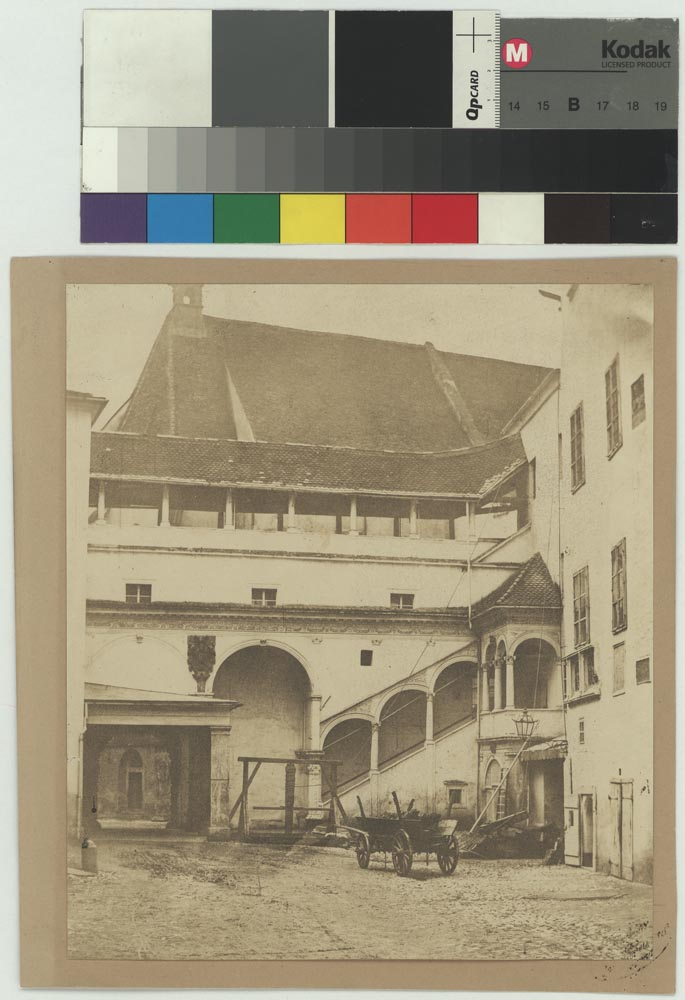 QPCARD
M
Kodak
LICENSED PRODUCT
14 15 B 17 18 19